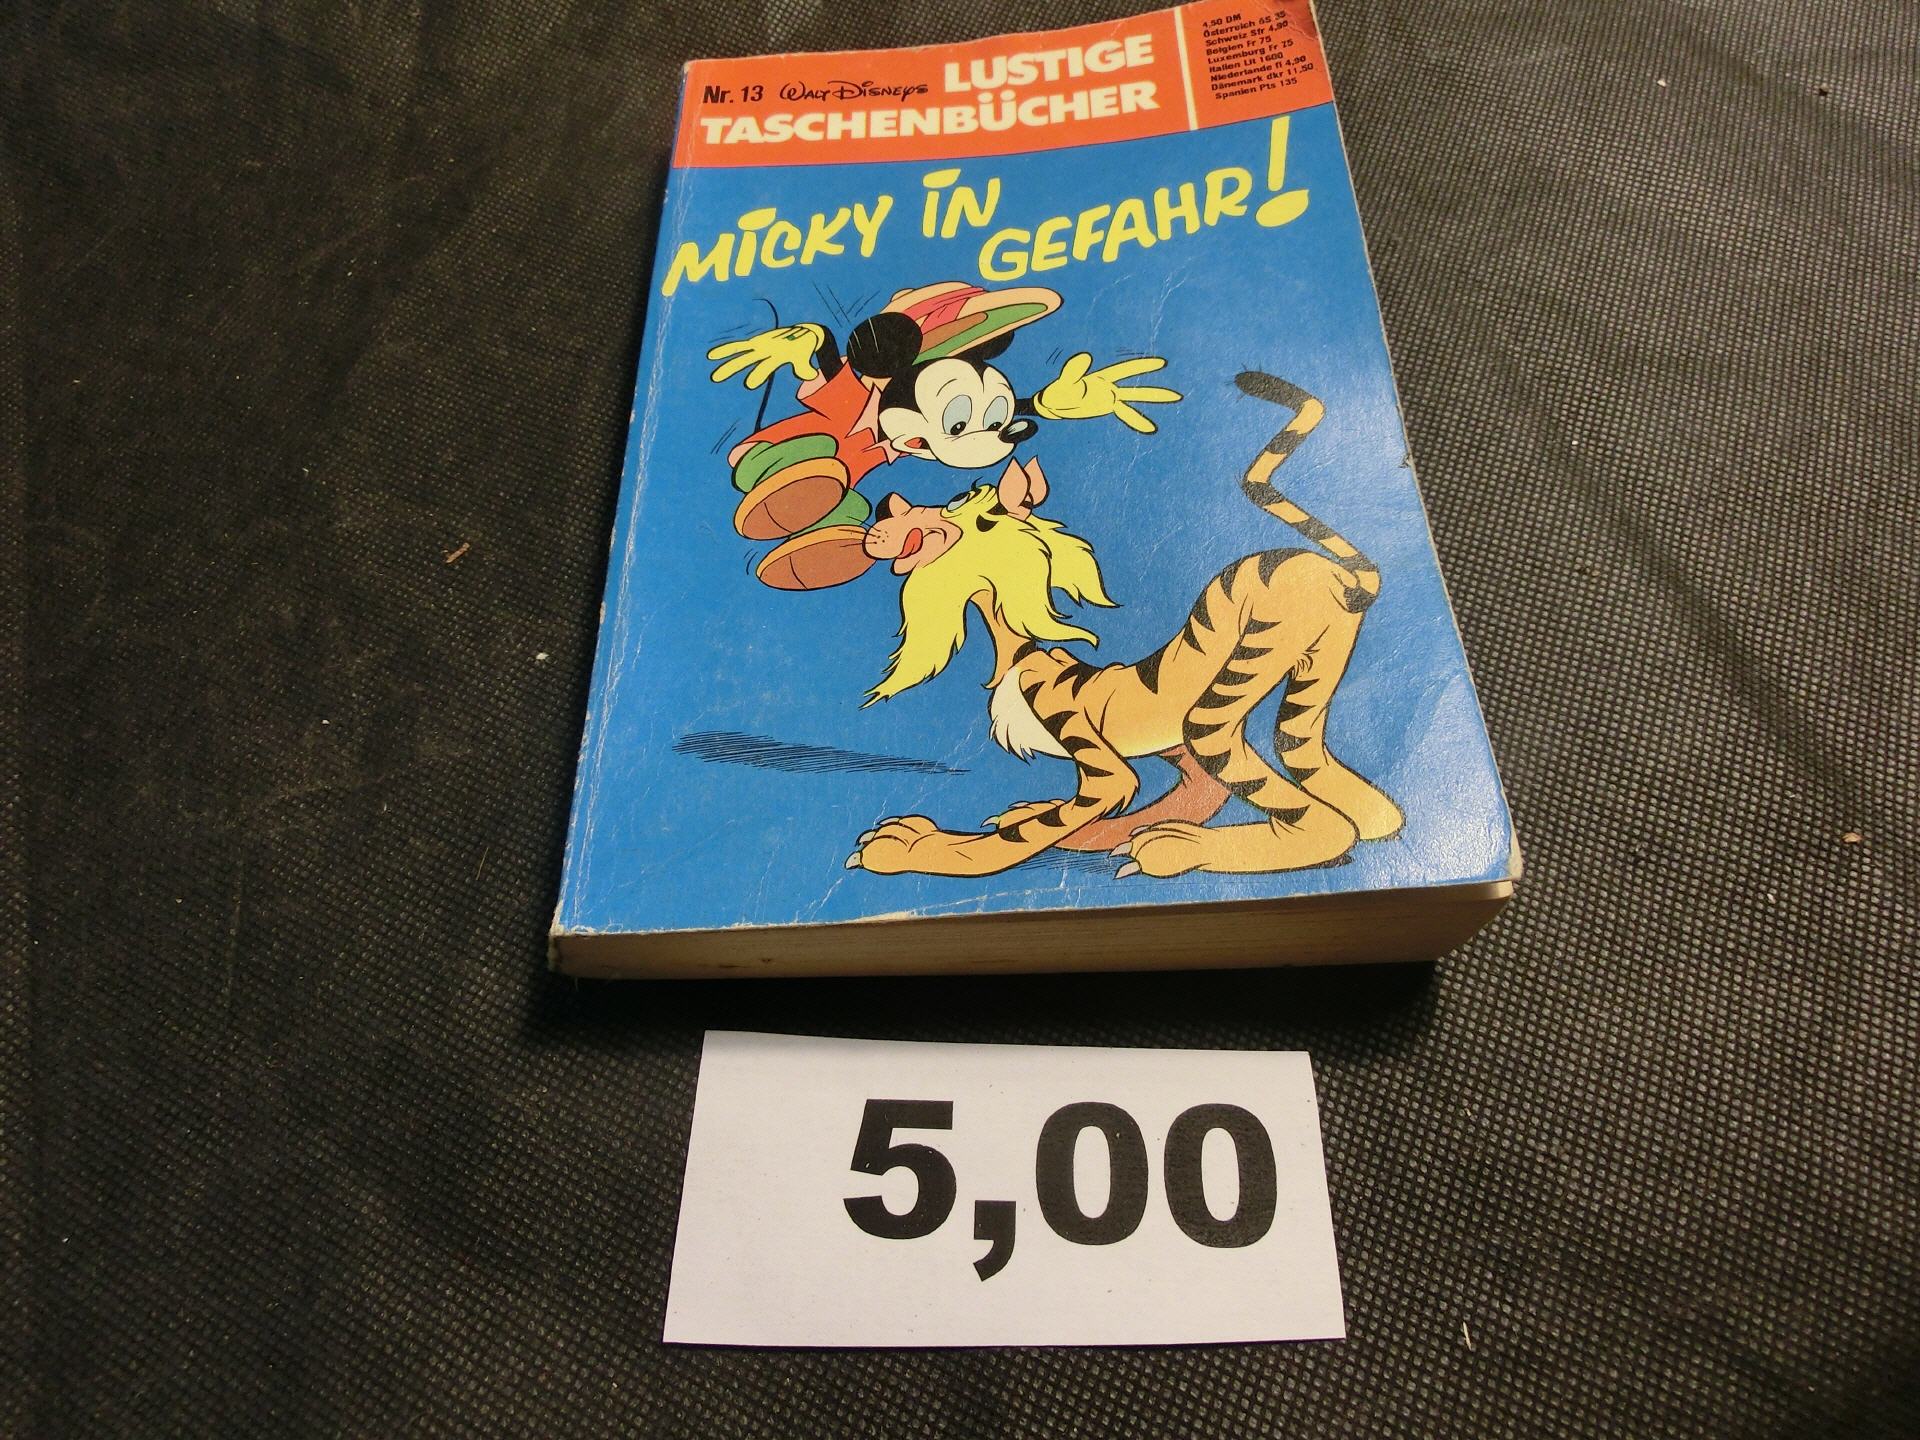 Nr. 13 Walt Disneys LUSTIGE
TASCHENBÜCHER
4,50 DM
Österreich öS 35
Schweiz Sfr 4,90
Belgien Fr 75
Luxemburg Fr 75
Italien Lit 1600
Niederlande fl 4,90
Dänemark dkr 11,50
Spanien Pts 135
MICKY IN
GEFAHR!
5,00